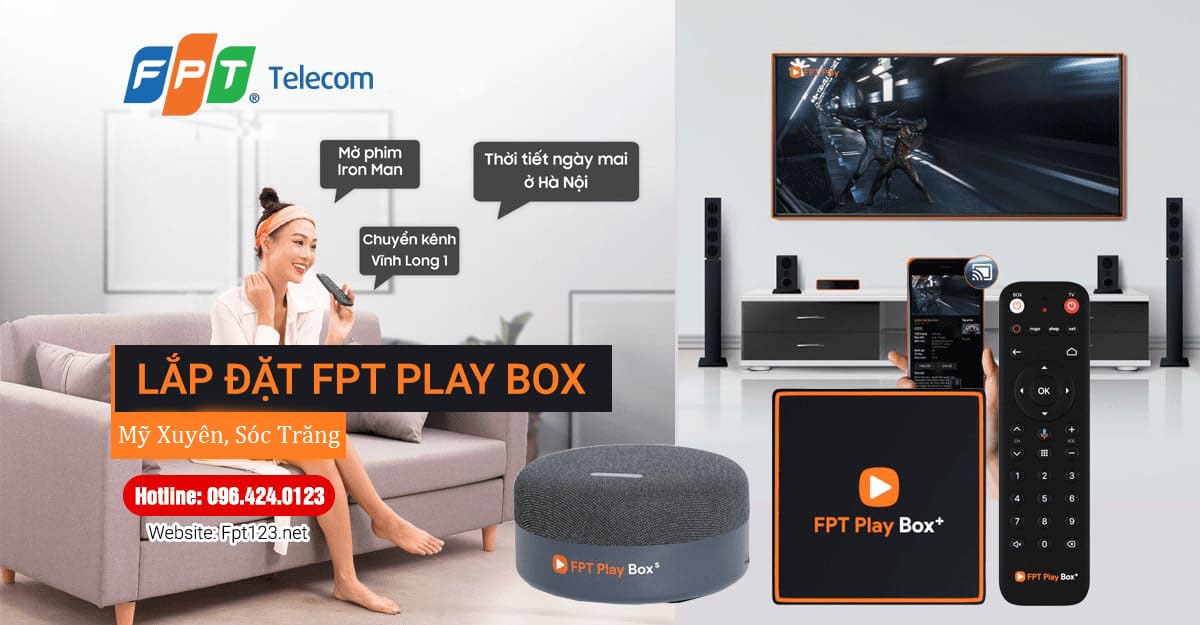 FPT
® Telecom
Mở phim
Iron Man
Thời tiết ngày mai
ở Hà Nội
Chuyển kênh
Vĩnh Long 1
LẮP ĐẶT FPT PLAY BOX
Mỹ Xuyên, Sóc Trăng
Hotline: 096.424.0123
Website: Fpt123.net
FPT Play Box s
FPT Play
FPT Play Box+
BOX TV
OK
CH VOL
1 2 3
4 5 6
7 8 9
0
FPT Play Box+